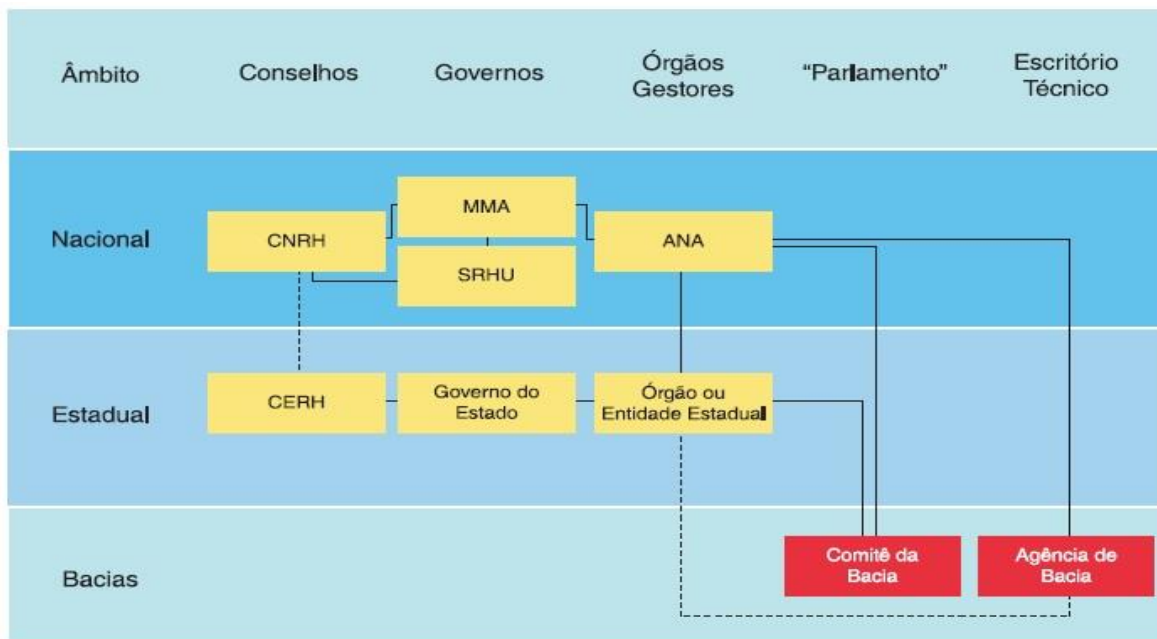 Âmbito
Conselhos
Governos
Órgãos
Gestores
“Parlamento”
Escritório
Técnico
Nacional
CNRH
MMA
SRHU
ANA
Estadual
CERH
Governo do
Estado
Órgão ou
Entidade Estadual
Bacias
Comitê da
Bacia
Agência de
Bacia